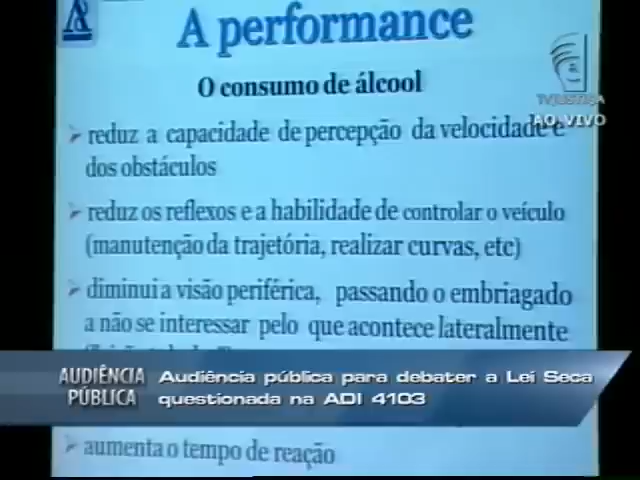 A performance
O consumo de álcool
TV JUSTIÇA
AO VIVO
➢ reduz a capacidade de percepção da velocidade e
dos obstáculos
➢ reduz os reflexos e a habilidade de controlar o veículo
(manutenção da trajetória, realizar curvas, etc)
➢ diminui a visão periférica, passando o embriagado
a não se interessar pelo que acontece lateralmente
AUDIÊNCIA
PÚBLICA
Audiência pública para debater a Lei Seca
questionada na ADI 4103
➢ aumenta o tempo de reação